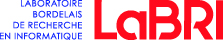 LABORATOIRE
BORDELAIS
DE RECHERCHE
EN INFORMATIQUE
LaBRI